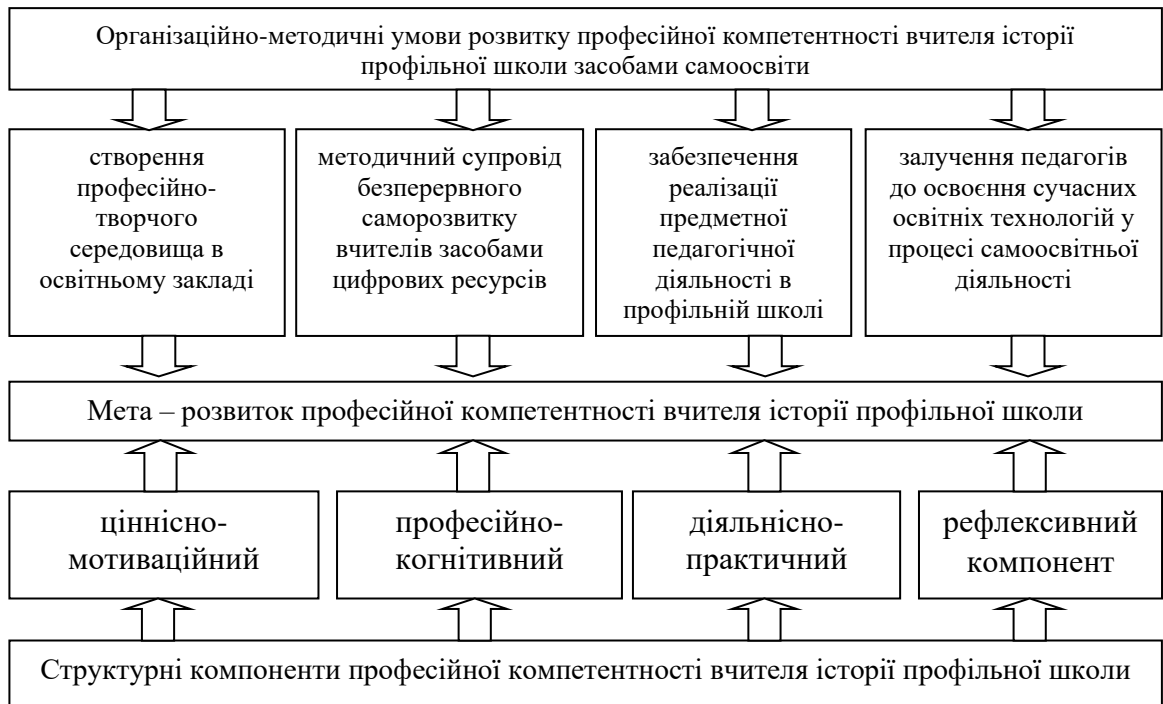 Організаційно-методичні умови розвитку професійної компетентності вчителя історії
профільної школи засобами самоосвіти
створення
професійно-
творчого
середовища в
освітньому закладі
методичний супровід
безперервного
саморозвитку
вчителів засобами
цифрових ресурсів
забезпечення
реалізації
предметної
педагогічної
діяльності в
профільній школі
залучення педагогів
до освоєння сучасних
освітніх технологій у
процесі самоосвітньої
діяльності
Мета – розвиток професійної компетентності вчителя історії профільної школи
ціннісно-
мотиваційний
професійно-
когнітивний
діяльнісно-
практичний
рефлексивний
компонент
Структурні компоненти професійної компетентності вчителя історії профільної школи